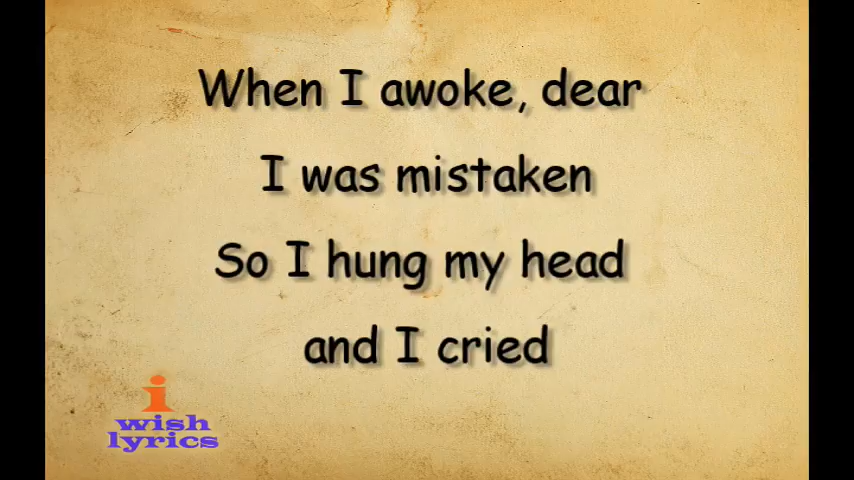 When I awoke, dear
I was mistaken
So I hung my head
and I cried
i
wish
lyrics